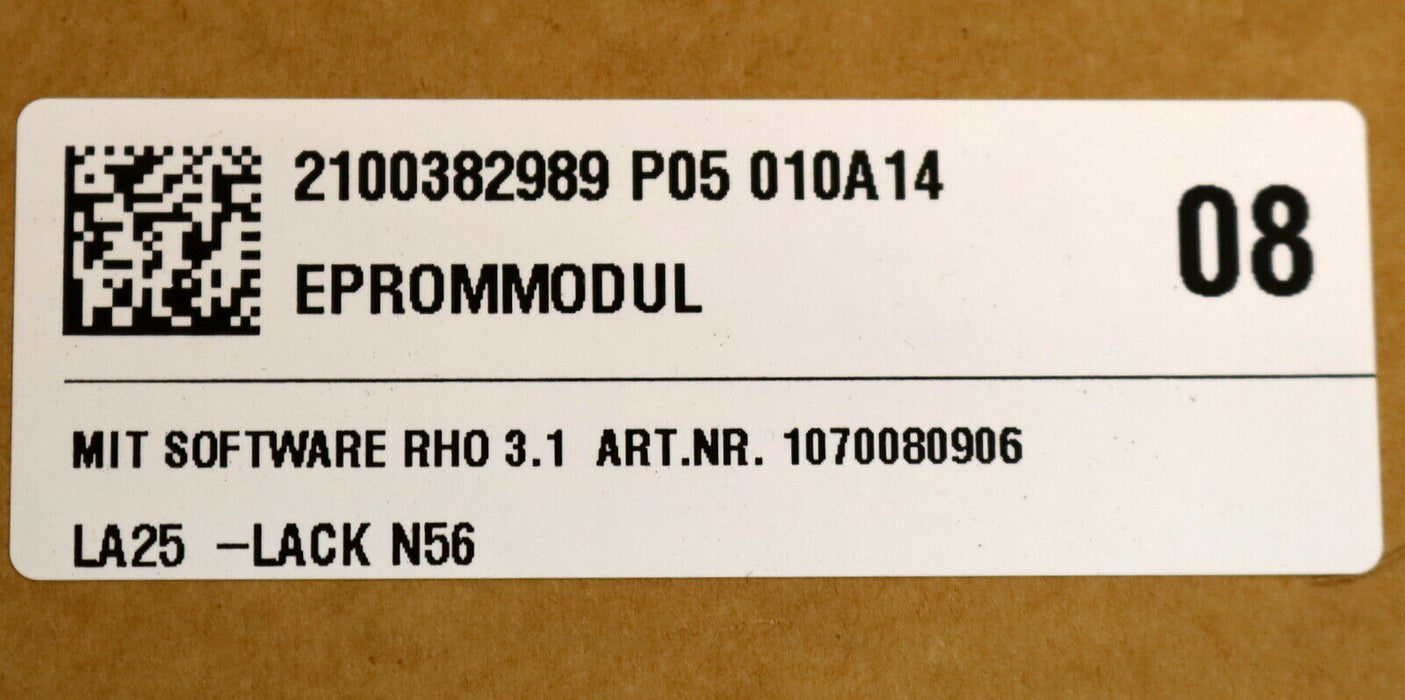 2100382989 P05 010A14
08
EPROMMODUL
MIT SOFTWARE RHO 3.1 ART.NR. 1070080906
LA25 -LACK N56